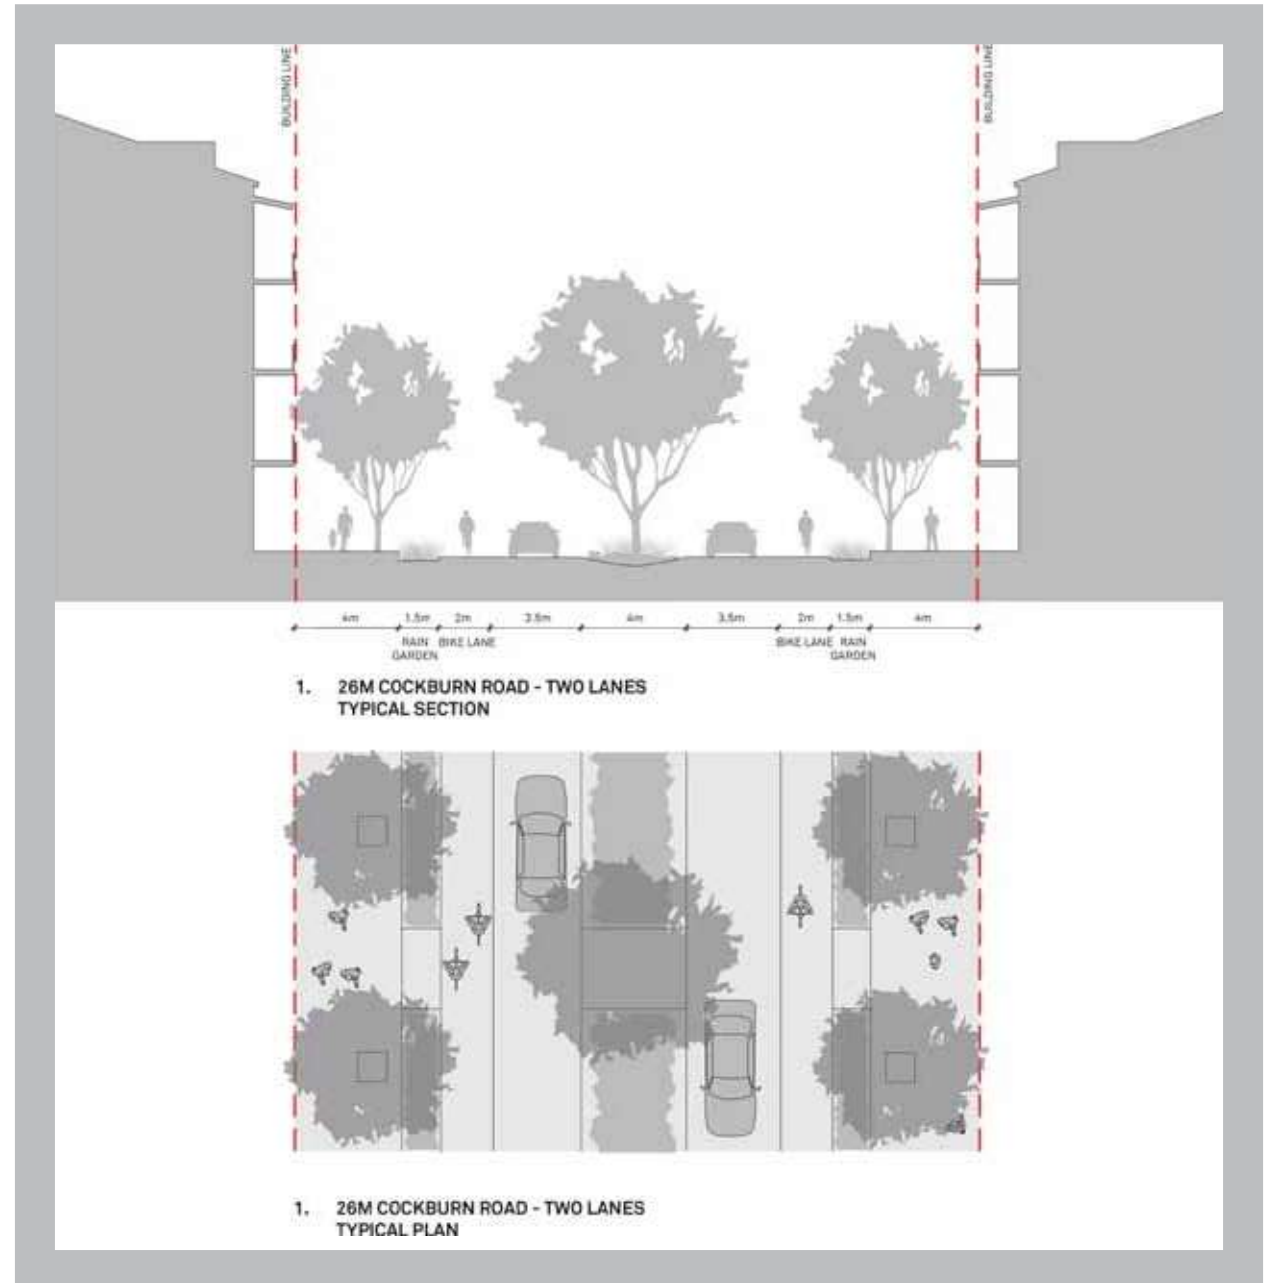 BUILDING LINE
BUILDING LINE
4m 1.5m 2m 3.5m 4m 3.5m 2m 1.5m 4m
RAIN BIKE LANE BIKE LANE RAIN
GARDEN GARDEN
1. 26M COCKBURN ROAD - TWO LANES
TYPICAL SECTION
1. 26M COCKBURN ROAD - TWO LANES
TYPICAL PLAN